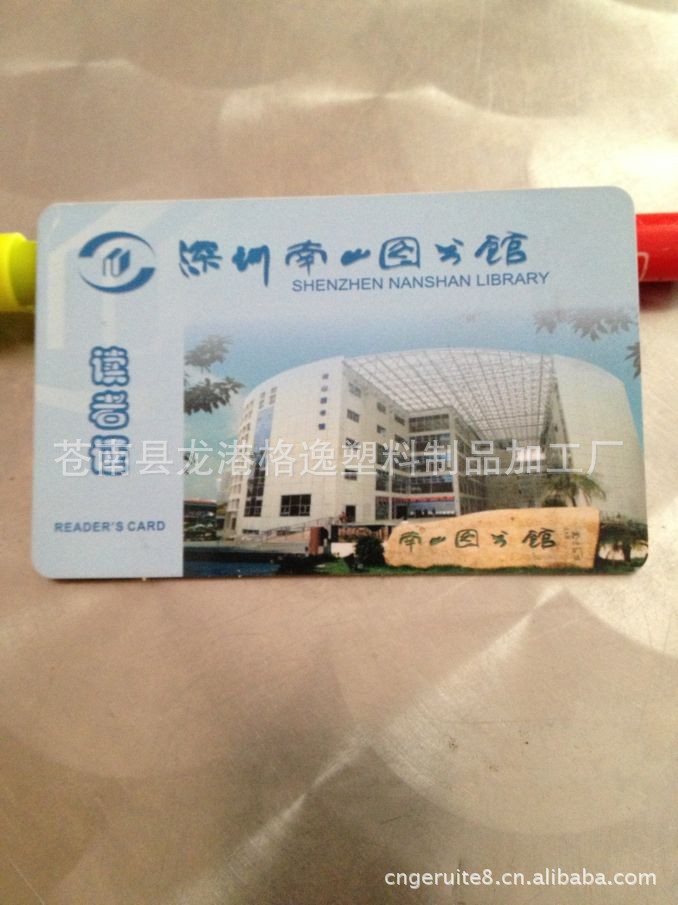 深圳南山图书馆
SHENZHEN NANSHAN LIBRARY
读者证
READER'S CARD
苍南县龙港格逸塑料制品加工厂
南山图书馆
cngeruite8.cn.alibaba.com